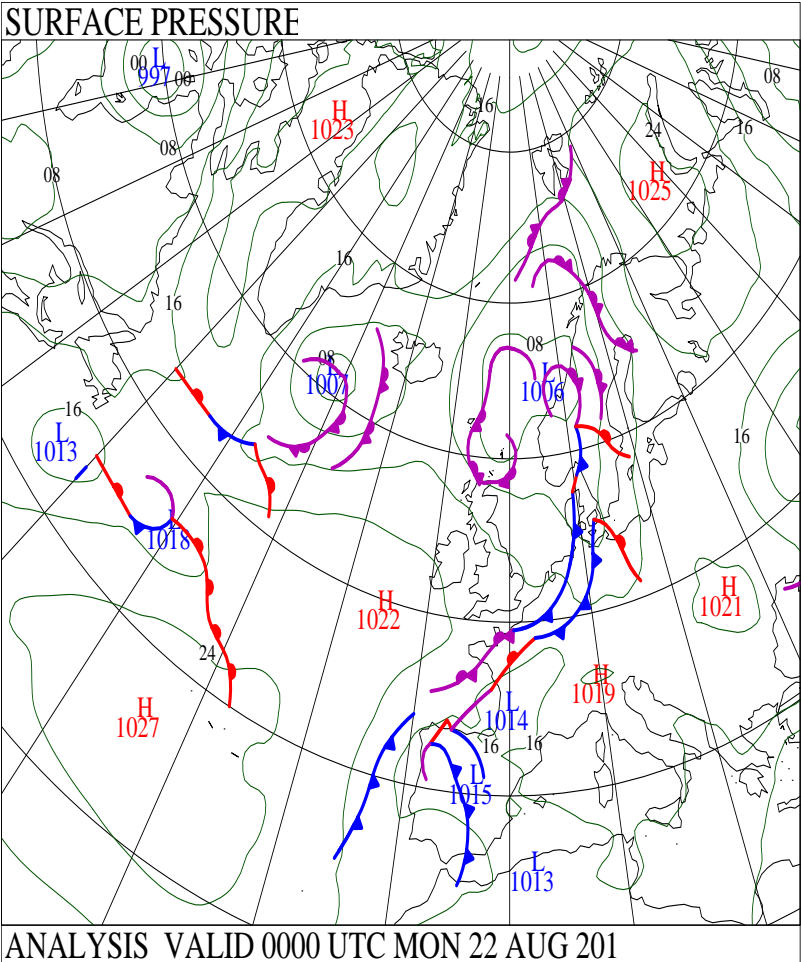 SURFACE PRESSURE
L
997
00
00
08
H
1023
16
24
16
08
08
H
1025
16
16
08
L
1007
08
L
1006
16
L
1013
16
L
1018
H
1022
H
1021
24
H
1027
H
1019
L
1014
16
16
L
1015
L
1013
ANALYSIS VALID 0000 UTC MON 22 AUG 201